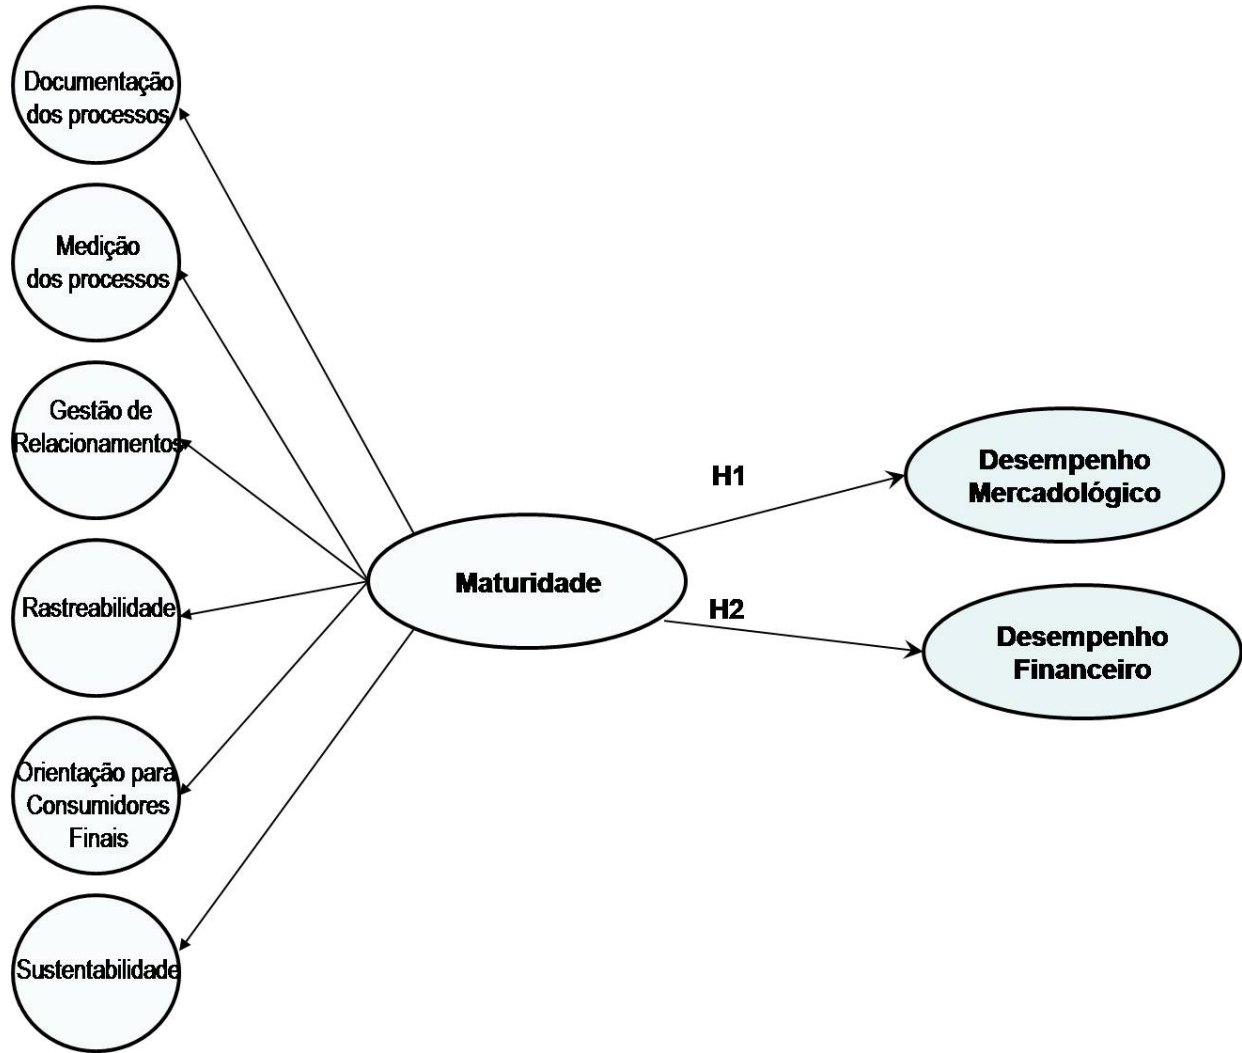 Documentação
dos processos
Medição
dos processos
Gestão de
Relacionamentos
Rastreabilidade
Orientação para
Consumidores
Finais
Sustentabilidade
Maturidade
H1
H2
Desempenho
Mercadológico
Desempenho
Financeiro